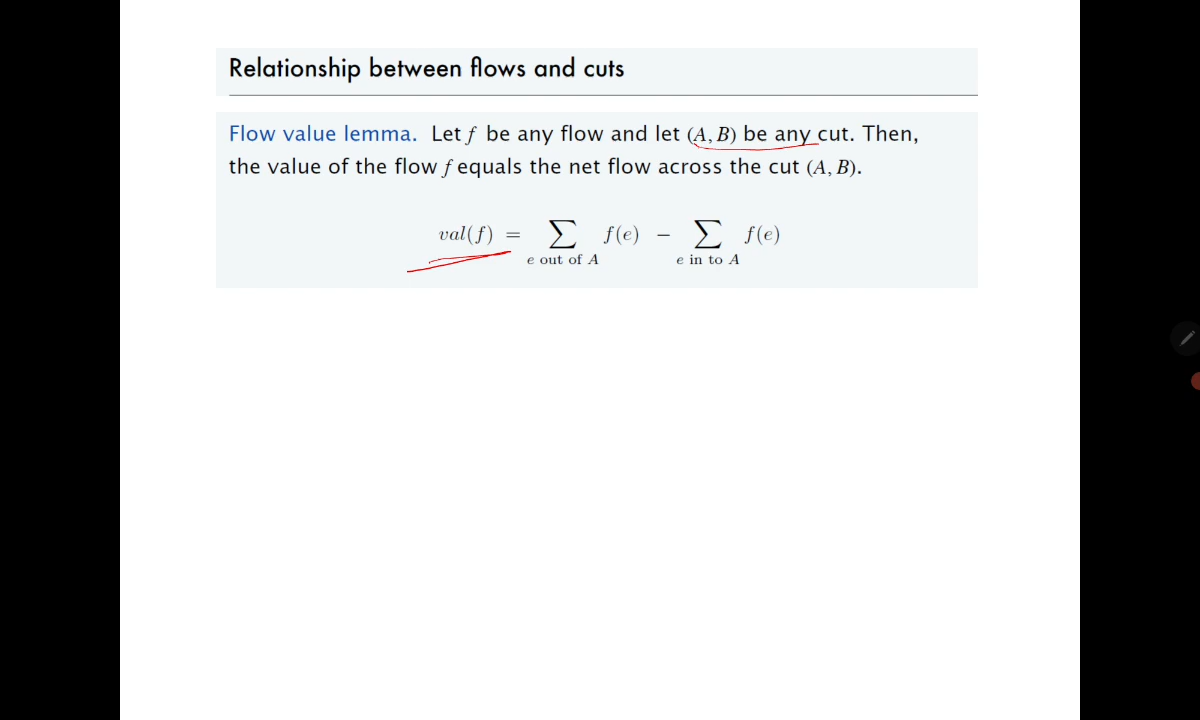 Relationship between flows and cuts
Flow value lemma. Let f be any flow and let (A, B) be any cut. Then,
the value of the flow f equals the net flow across the cut (A, B).
val(f) = ∑ f(e) − ∑ f(e)
e out of A e in to A